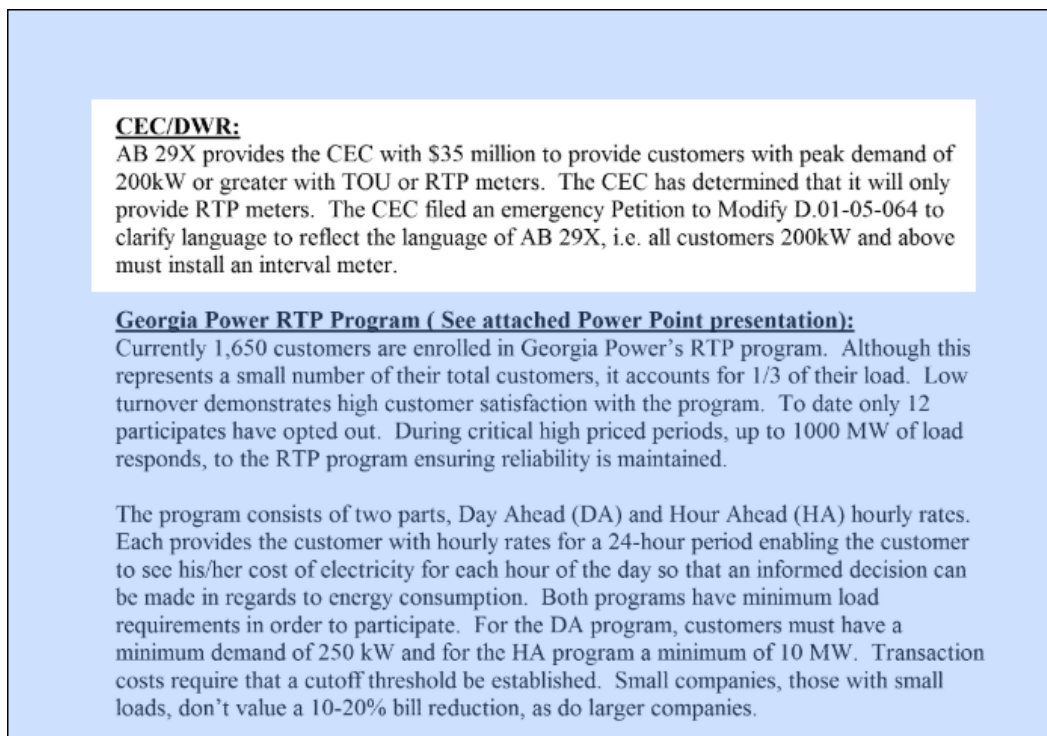 CEC/DWR:
AB 29X provides the CEC with $35 million to provide customers with peak demand of
200kW or greater with TOU or RTP meters.  The CEC has determined that it will only
provide RTP meters.  The CEC filed an emergency Petition to Modify D.01-05-064 to
clarify language to reflect the language of AB 29X, i.e. all customers 200kW and above
must install an interval meter.
Georgia Power RTP Program ( See attached Power Point presentation):
Currently 1,650 customers are enrolled in Georgia Power's RTP program.  Although this
represents a small number of their total customers, it accounts for 1/3 of their load.  Low
turnover demonstrates high customer satisfaction with the program.  To date only 12
participates have opted out.  During critical high priced periods, up to 1000 MW of load
responds, to the RTP program ensuring reliability is maintained.
The program consists of two parts, Day Ahead (DA) and Hour Ahead (HA) hourly rates.
Each provides the customer with hourly rates for a 24-hour period enabling the customer
to see his/her cost of electricity for each hour of the day so that an informed decision can
be made in regards to energy consumption.  Both programs have minimum load
requirements in order to participate.  For the DA program, customers must have a
minimum demand of 250 kW and for the HA program a minimum of 10 MW.  Transaction
costs require that a cutoff threshold be established.  Small companies, those with small
loads, don't value a 10-20% bill reduction, as do larger companies.